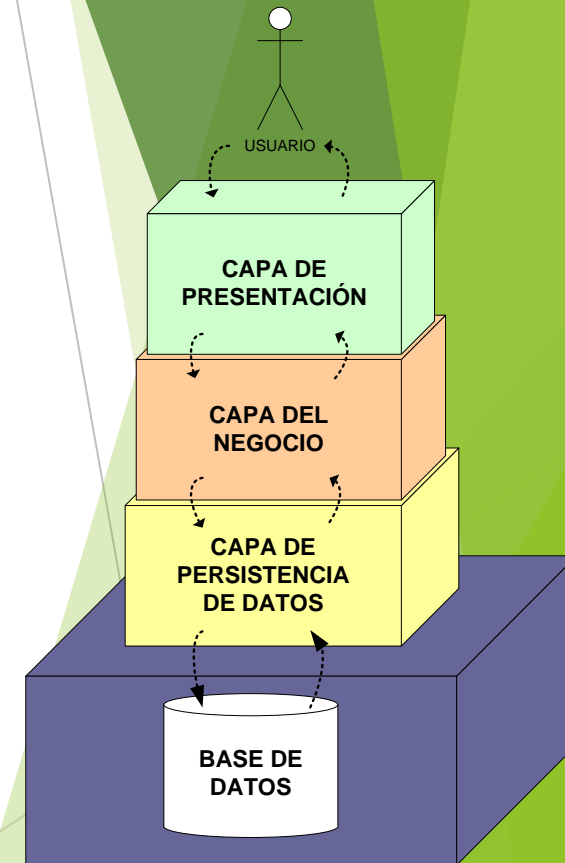 USUARIO
CAPA DE
PRESENTACIÓN
CAPA DEL
NEGOCIO
CAPA DE
PERSISTENCIA
DE DATOS
BASE DE
DATOS